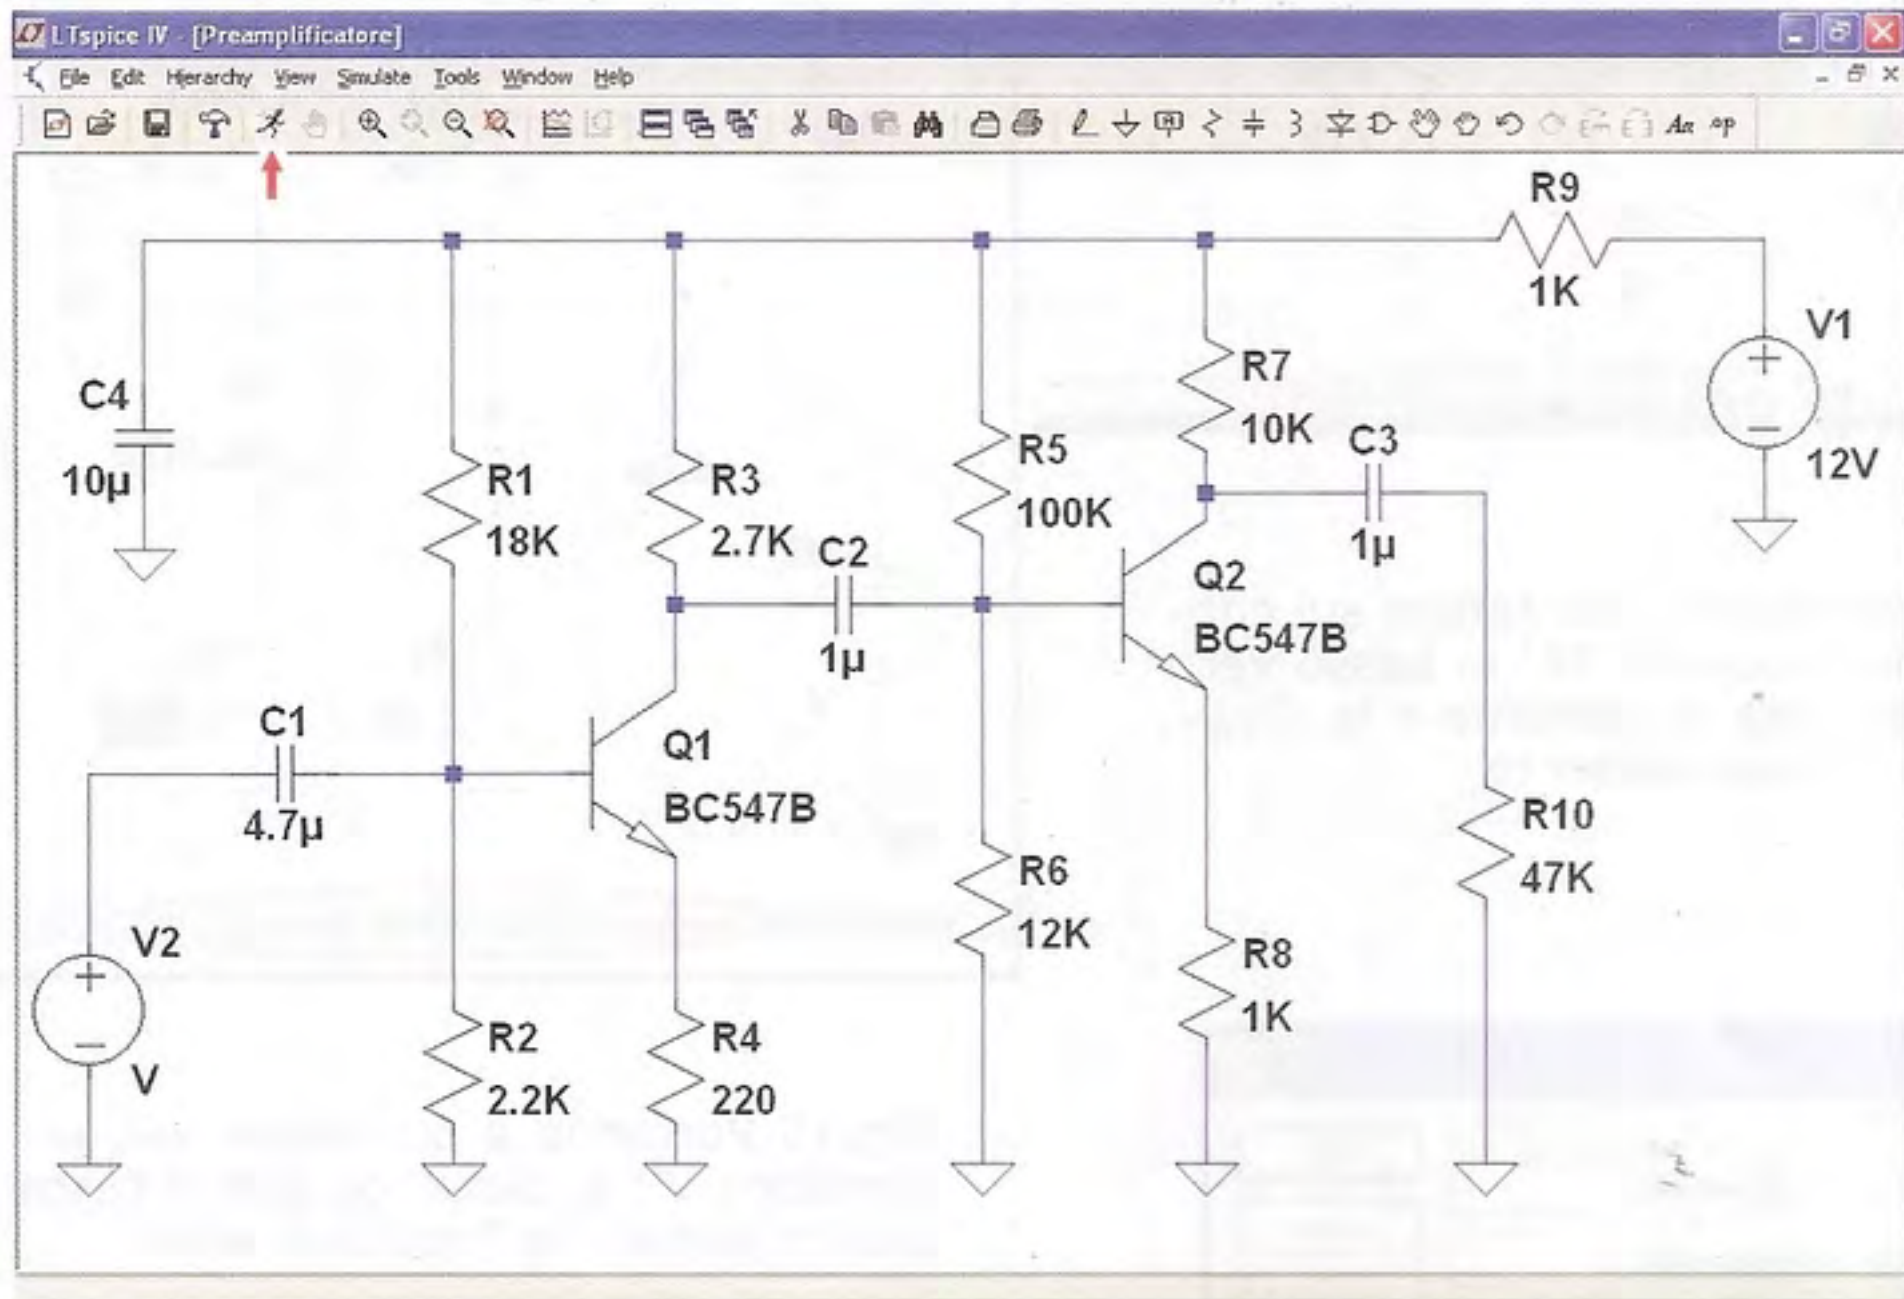 LTspice IV - [Preamplificatore]
File Edit Hierarchy View Simulate Tools Window Help
R9
1K
V1
12V
C4
10µ
R1
18K
R3
2.7K
C2
1µ
R5
100K
R7
10K
C3
1µ
Q2
BC547B
C1
4.7µ
Q1
BC547B
R10
47K
R6
12K
V2
V
R8
1K
R2
2.2K
R4
220